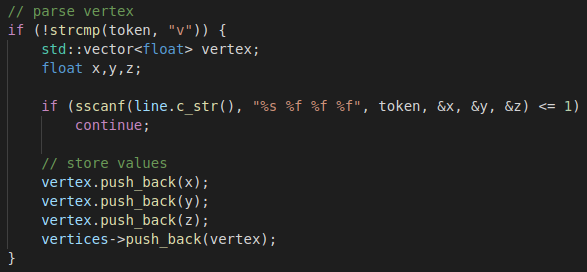 // parse vertex
if (!strcmp(token, "v")) {
    std::vector<float> vertex;
    float x,y,z;

    if (sscanf(line.c_str(), "%s %f %f %f", token, &x, &y, &z) <= 1)
        continue;

    // store values
    vertex.push_back(x);
    vertex.push_back(y);
    vertex.push_back(z);
    vertices->push_back(vertex);
}